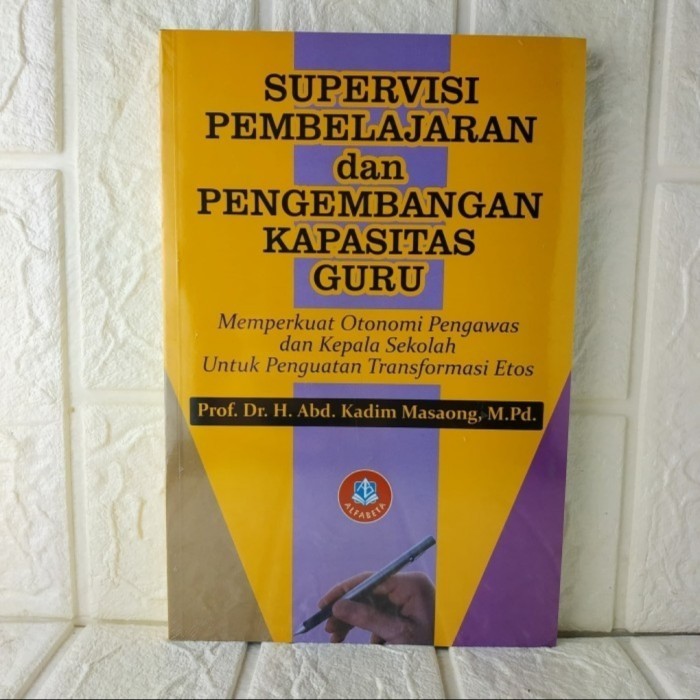 SUPERVISI
PEMBELAJARAN
dan
PENGEMBANGAN
KAPASITAS
GURU
Memperkuat Otonomi Pengawas
dan Kepala Sekolah
Untuk Penguatan Transformasi Etos
Prof. Dr. H. Abd. Kadim Masaong, M.Pd.
ALFABETA